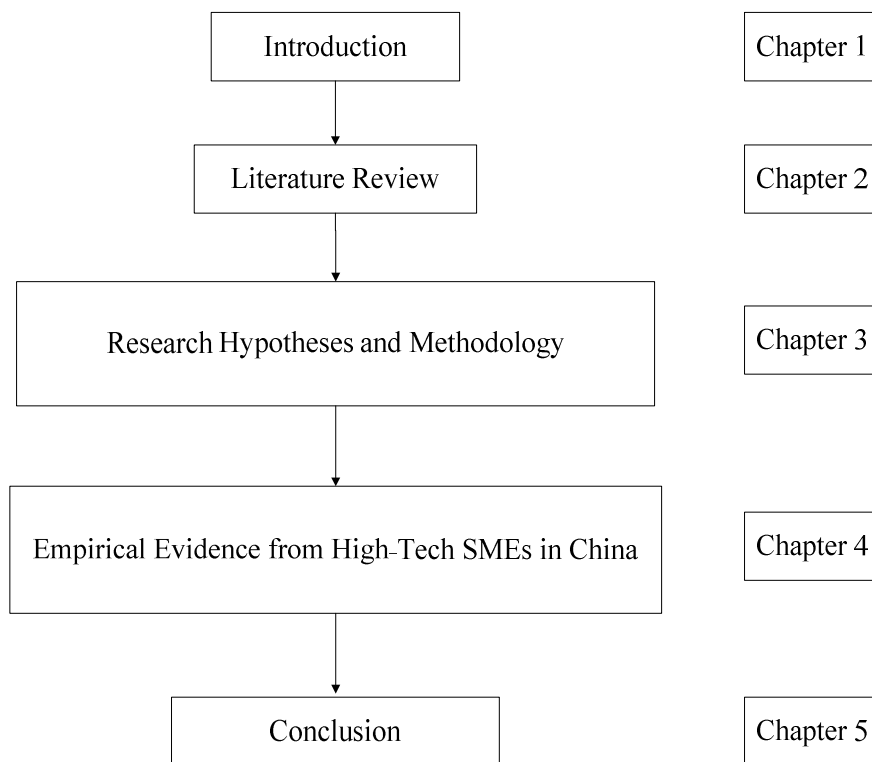 Introduction
Chapter 1
Literature Review
Chapter 2
Research Hypotheses and Methodology
Chapter 3
Empirical Evidence from High-Tech SMEs in China
Chapter 4
Conclusion
Chapter 5